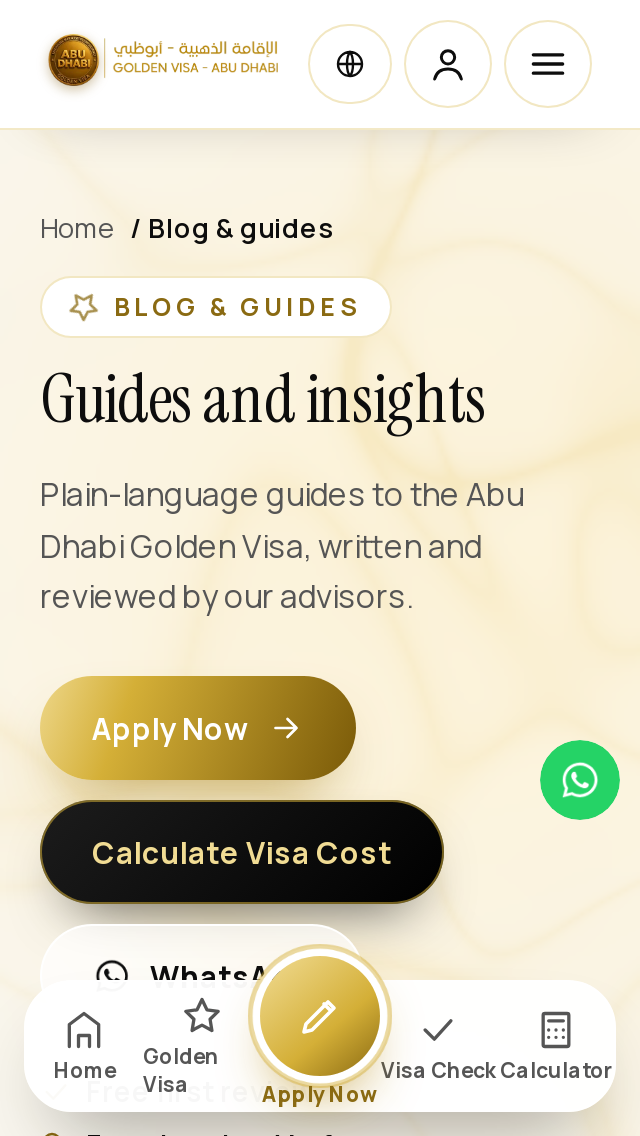 ABU DHABI
الإقامة الذهبية - أبوظبي
GOLDEN VISA - ABU DHABI
Home / Blog & guides
BLOG & GUIDES
Guides and insights
Plain-language guides to the Abu
Dhabi Golden Visa, written and
reviewed by our advisors.
Apply Now
Calculate Visa Cost
Free first
Home
Golden
Visa
Apply Now
Visa Check
Calculator